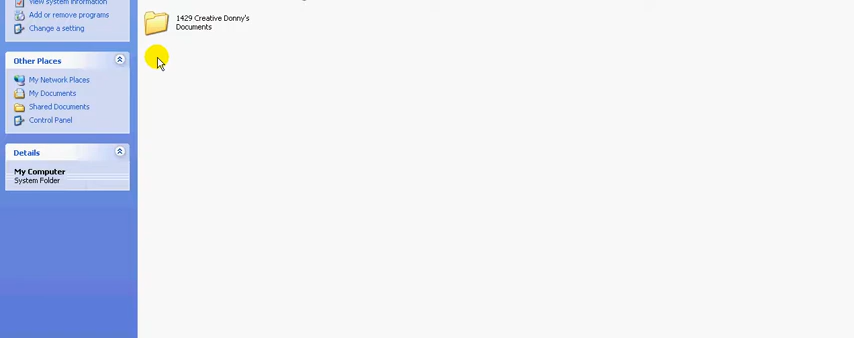 View system information
Add or remove programs
Change a setting
Other Places
My Network Places
My Documents
Shared Documents
Control Panel
Details
My Computer
System Folder
1429 Creative Donny's
Documents